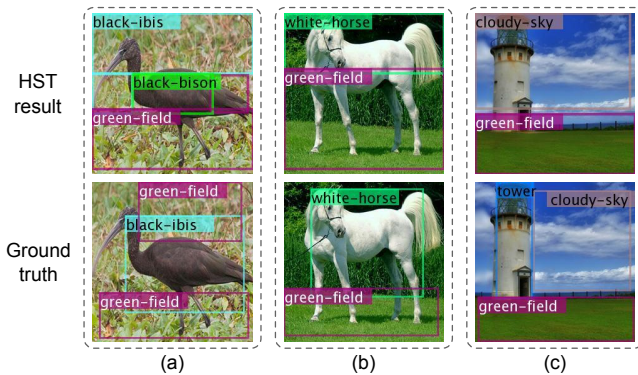 HST
result
black-ibis
black-bison
green-field
white-horse
green-field
cloudy-sky
green-field
Ground
truth
green-field
black-ibis
green-field
white-horse
green-field
tower
cloudy-sky
green-field
(a)
(b)
(c)